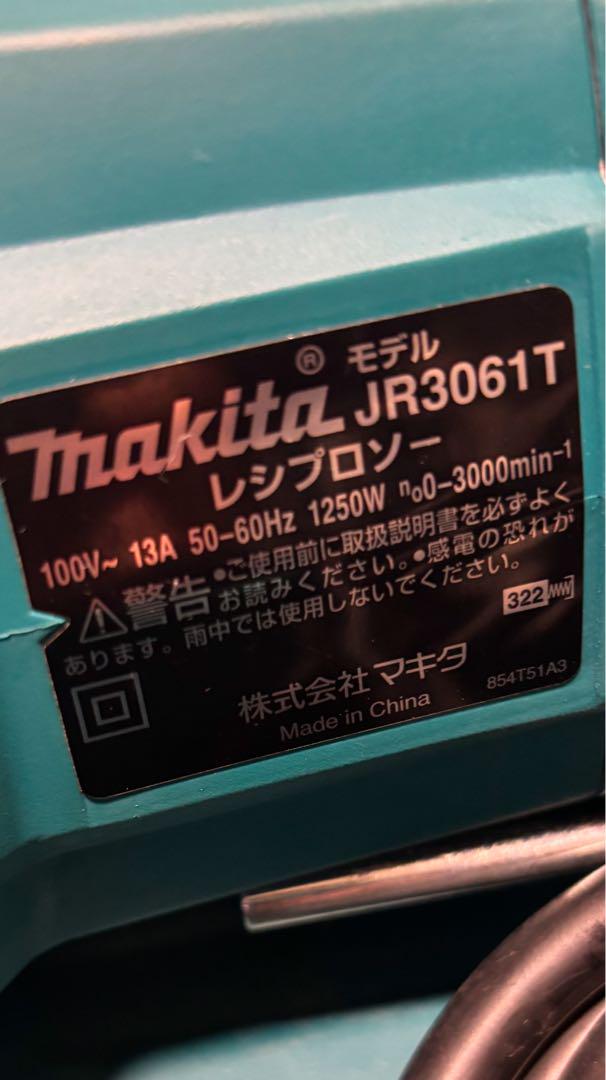 makita® モデル
JR3061T
レシプロソー
100V~ 13A 50-60Hz 1250W n₀0-3000min⁻¹
⚠警告 •ご使用前に取扱説明書を必ずよく
お読みください。•感電の恐れが
あります。雨中では使用しないでください。
322
株式会社マキタ 854T51A3
Made in China